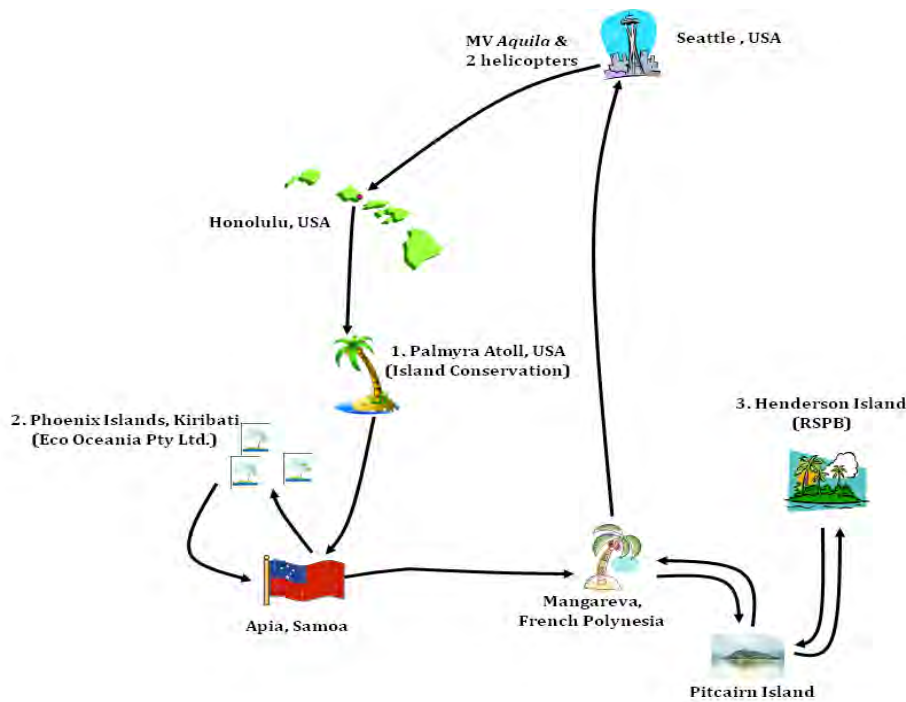 MV Aquila &
2 helicopters
Seattle , USA
Honolulu, USA
1. Palmyra Atoll, USA
(Island Conservation)
2. Phoenix Islands, Kiribati
(Eco Oceania Pty Ltd.)
3. Henderson Island
(RSPB)
Apia, Samoa
Mangareva,
French Polynesia
Pitcairn Island